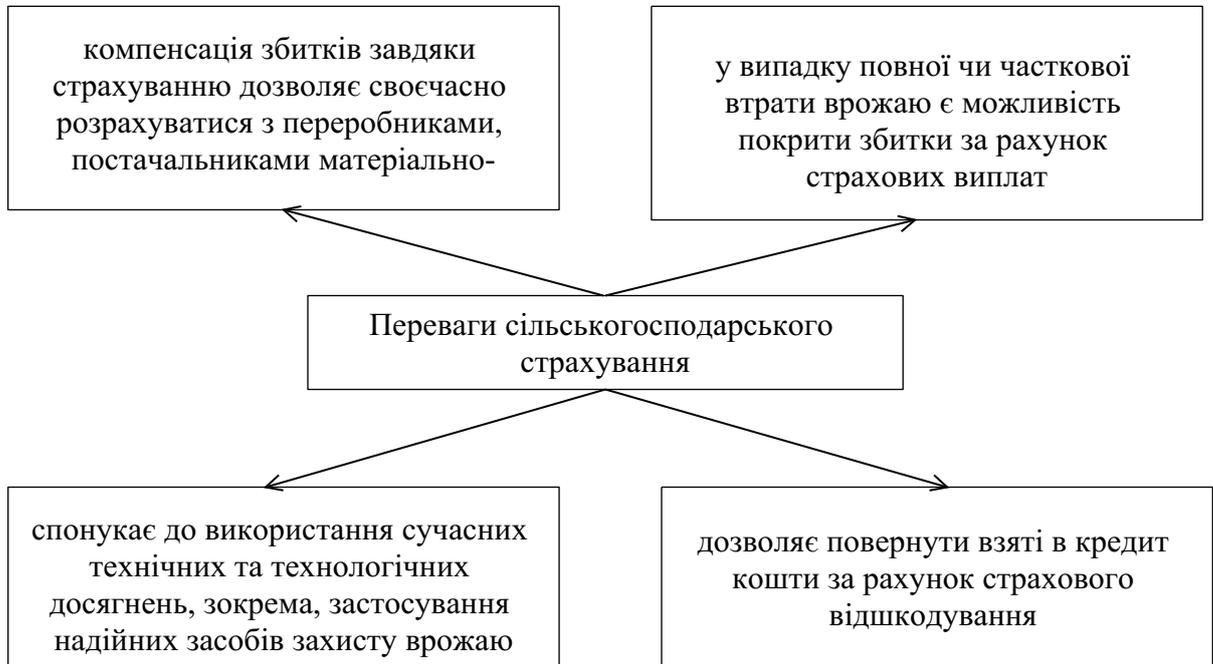 компенсація збитків завдяки
страхуванню дозволяє своєчасно
розрахуватися з переробниками,
постачальниками матеріально-
у випадку повної чи часткової
втрати врожаю є можливість
покрити збитки за рахунок
страхових виплат
Переваги сільськогосподарського
страхування
спонукає до використання сучасних
технічних та технологічних
досягнень, зокрема, застосування
надійних засобів захисту врожаю
дозволяє повернути взяті в кредит
кошти за рахунок страхового
відшкодування